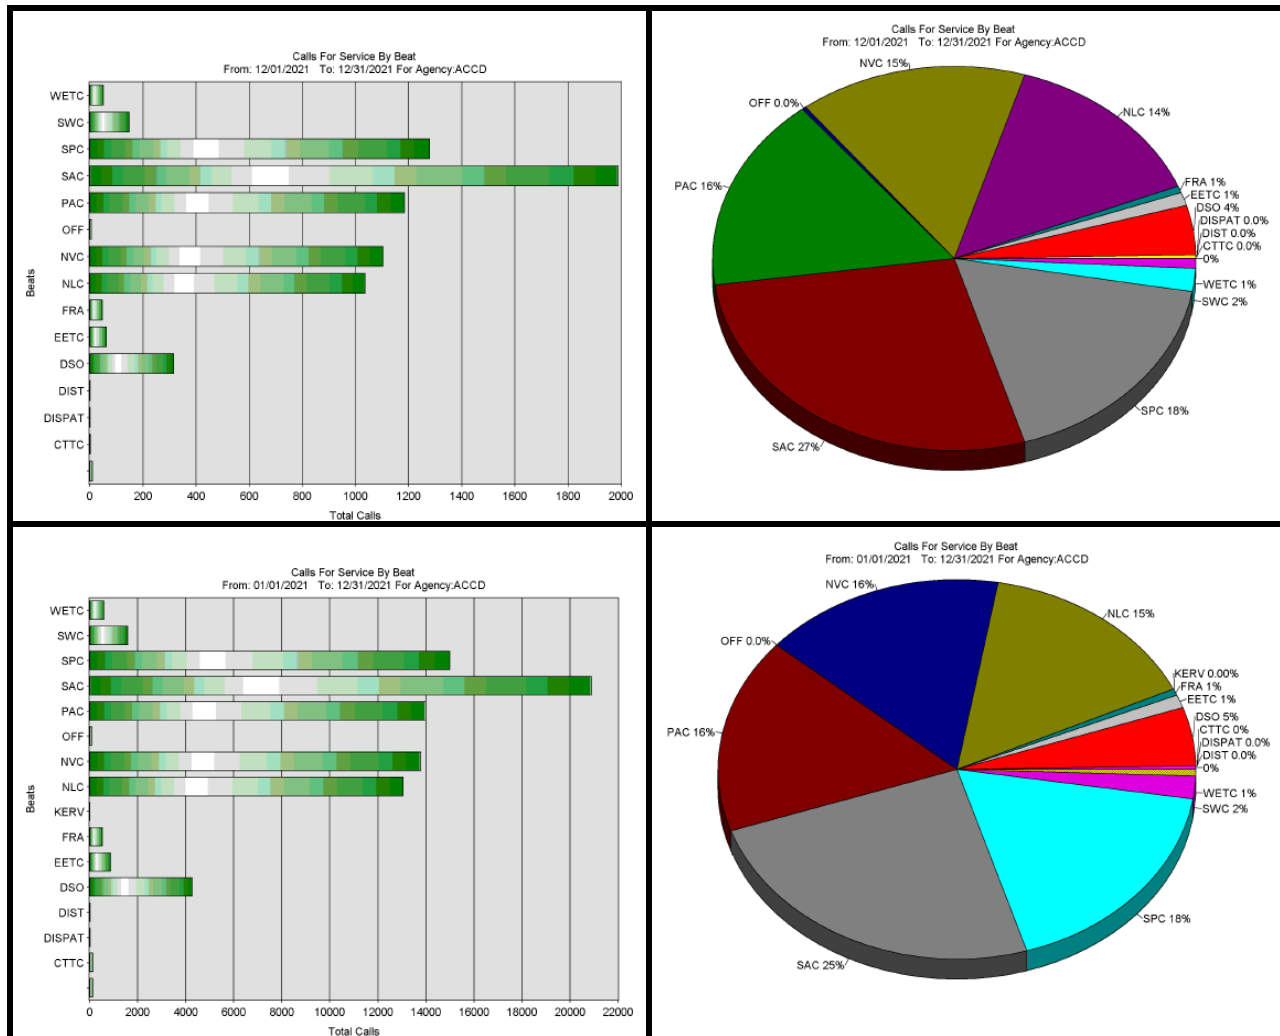 Calls For Service By Beat
From: 12/01/2021 To: 12/31/2021 For Agency:ACCD
WETC
SWC
SPC
SAC
PAC
OFF
NVC
NLC
FRA
EETC
DSO
DIST
DISPAT
CTTC
Beats
0 200 400 600 800 1000 1200 1400 1600 1800 2000
Total Calls
Calls For Service By Beat
From: 12/01/2021 To: 12/31/2021 For Agency:ACCD
NVC 15%
OFF 0.0%
NLC 14%
PAC 16%
FRA 1%
EETC 1%
DSO 4%
DISPAT 0.0%
DIST 0.0%
CTTC 0.0%
0%
WETC 1%
SWC 2%
SPC 18%
SAC 27%
Calls For Service By Beat
From: 01/01/2021 To: 12/31/2021 For Agency:ACCD
WETC
SWC
SPC
SAC
PAC
OFF
NVC
NLC
KERV
FRA
EETC
DSO
DIST
DISPAT
CTTC
Beats
0 2000 4000 6000 8000 10000 12000 14000 16000 18000 20000 22000
Total Calls
Calls For Service By Beat
From: 01/01/2021 To: 12/31/2021 For Agency:ACCD
NVC 16%
NLC 15%
OFF 0.0%
KERV 0.00%
FRA 1%
EETC 1%
PAC 16%
DSO 5%
CTTC 0%
DISPAT 0.0%
DIST 0.0%
0%
WETC 1%
SWC 2%
SPC 18%
SAC 25%